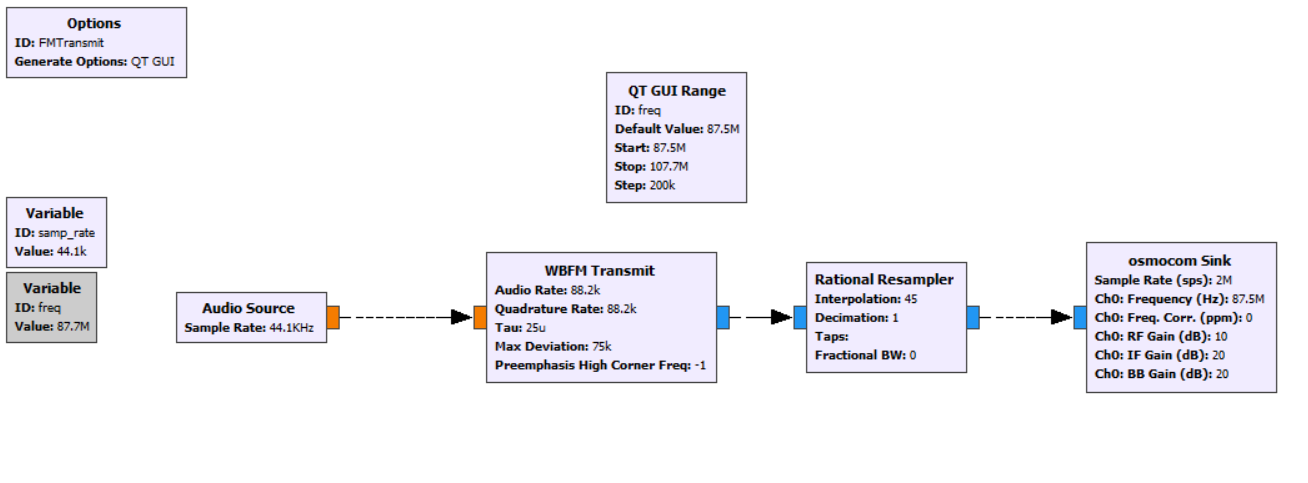 Options
ID: FMTransmit
Generate Options: QT GUI
QT GUI Range
ID: freq
Default Value: 87.5M
Start: 87.5M
Stop: 107.7M
Step: 200k
Variable
ID: samp_rate
Value: 44.1k
Variable
ID: freq
Value: 87.7M
Audio Source
Sample Rate: 44.1KHz
WBFM Transmit
Audio Rate: 88.2k
Quadrature Rate: 88.2k
Tau: 25u
Max Deviation: 75k
Preemphasis High Corner Freq: -1
Rational Resampler
Interpolation: 45
Decimation: 1
Taps:
Fractional BW: 0
osmocom Sink
Sample Rate (sps): 2M
Ch0: Frequency (Hz): 87.5M
Ch0: Freq. Corr. (ppm): 0
Ch0: RF Gain (dB): 10
Ch0: IF Gain (dB): 20
Ch0: BB Gain (dB): 20